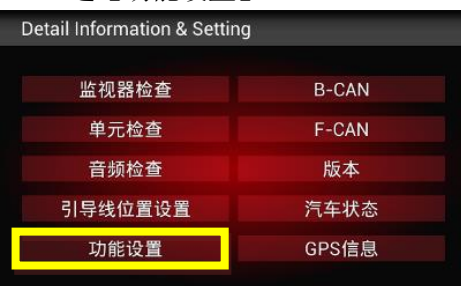 Detail Information & Setting
监视器检查 B-CAN
单元检查 F-CAN
音频检查 版本
引导线位置设置 汽车状态
功能设置 GPS信息